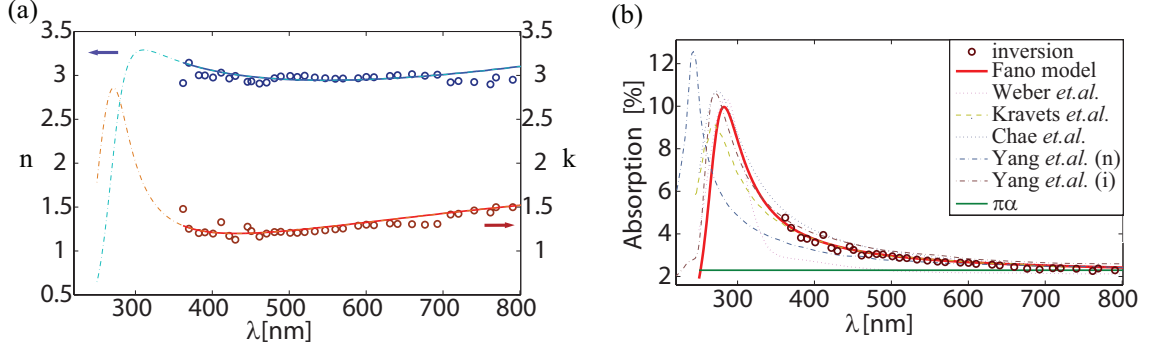 (a)
3.5
3
2.5
2
1.5
1
0.5
n
3.5
3
2.5
2
1.5
1
k
300 400 500 600 700 800
λ[nm]
(b)
12
10
8
6
4
2
Absorption [%]
300 400 500 600 700 800
λ[nm]
inversion
Fano model
Weber et.al.
Kravets et.al.
Chae et.al.
Yang et.al. (n)
Yang et.al. (i)
πα